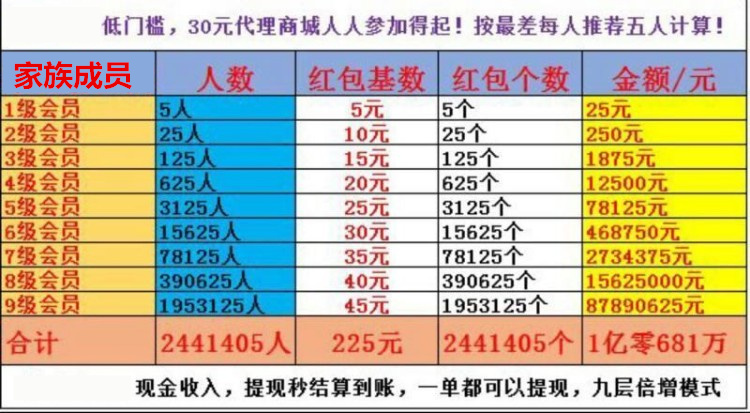 低门槛，30元代理商城人人参加得起！按最差每人推荐五人计算！
家族成员 人数 红包基数 红包个数 金额/元
1级会员 5人 5元 5个 25元
2级会员 25人 10元 25个 250元
3级会员 125人 15元 125个 1875元
4级会员 625人 20元 625个 12500元
5级会员 3125人 25元 3125个 78125元
6级会员 15625人 30元 15625个 468750元
7级会员 78125人 35元 78125个 2734375元
8级会员 390625人 40元 390625个 15625000元
9级会员 1953125人 45元 1953125个 87890625元
合计 2441405人 225元 2441405个 1亿零681万
现金收入，提现秒结算到账，一单都可以提现，九层倍增模式